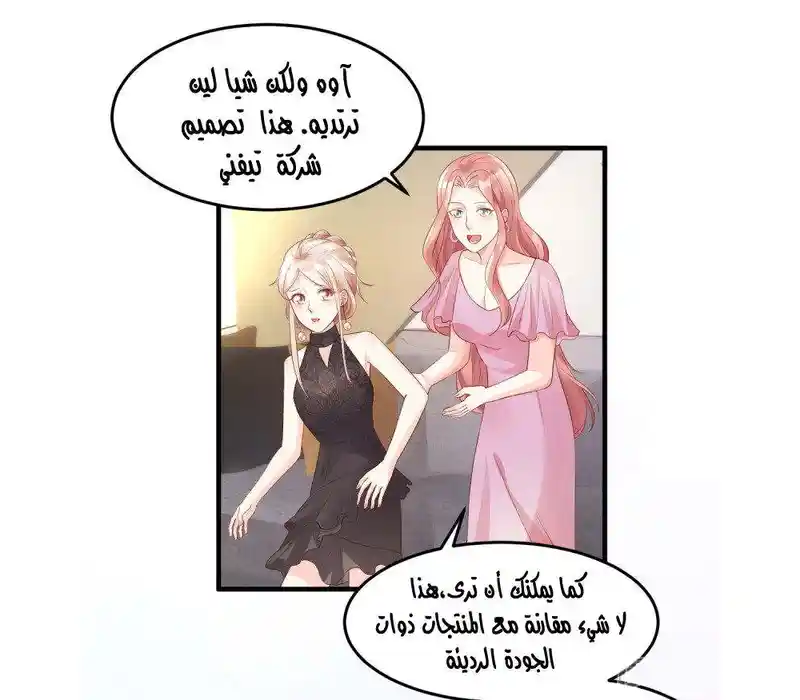 آوه ولكن شيا لين
ترتديه. هذا تصميم
شركة تيفني
كما يمكنك أن ترى،هذا
لا شيء مقارنة مع المنتجات ذوات
الجودة الرديئة